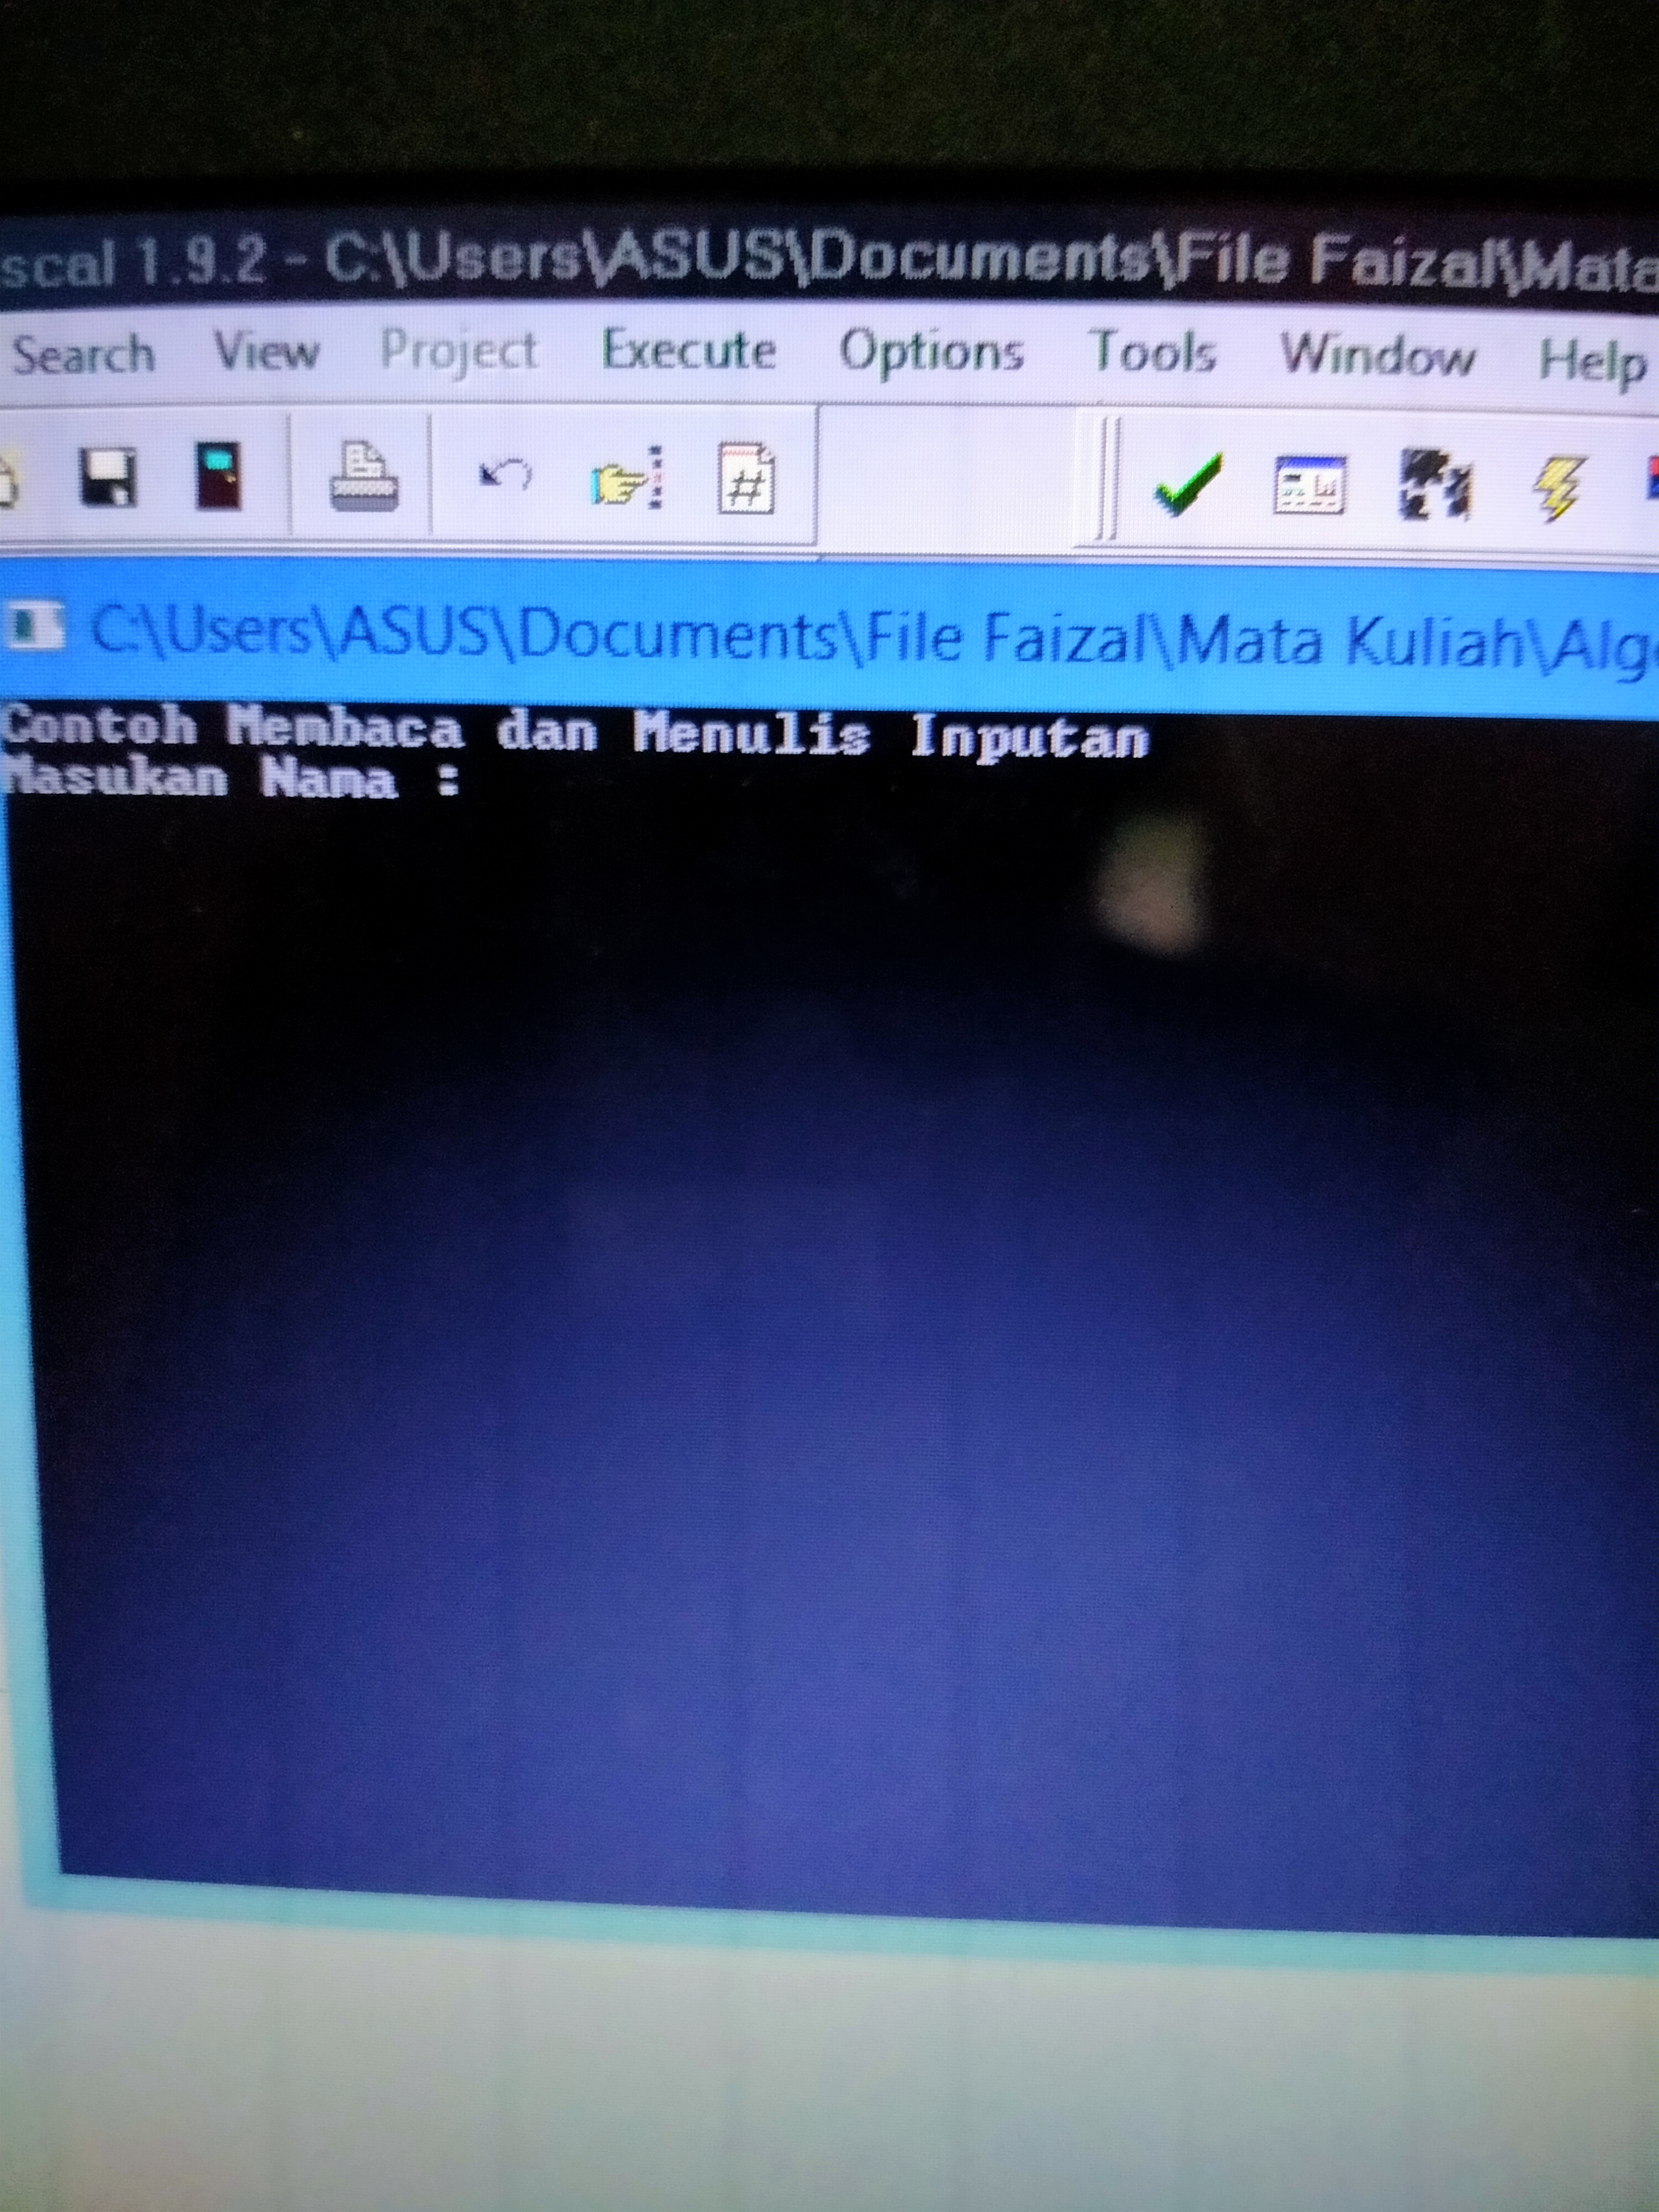 scal 1.9.2 - C:\Users\ASUS\Documents\File Faizal\Mata
Search View Project Execute Options Tools Window Help
C:\Users\ASUS\Documents\File Faizal\Mata Kuliah\Alg
Contoh Membaca dan Menulis Inputan
Masukan Nama :